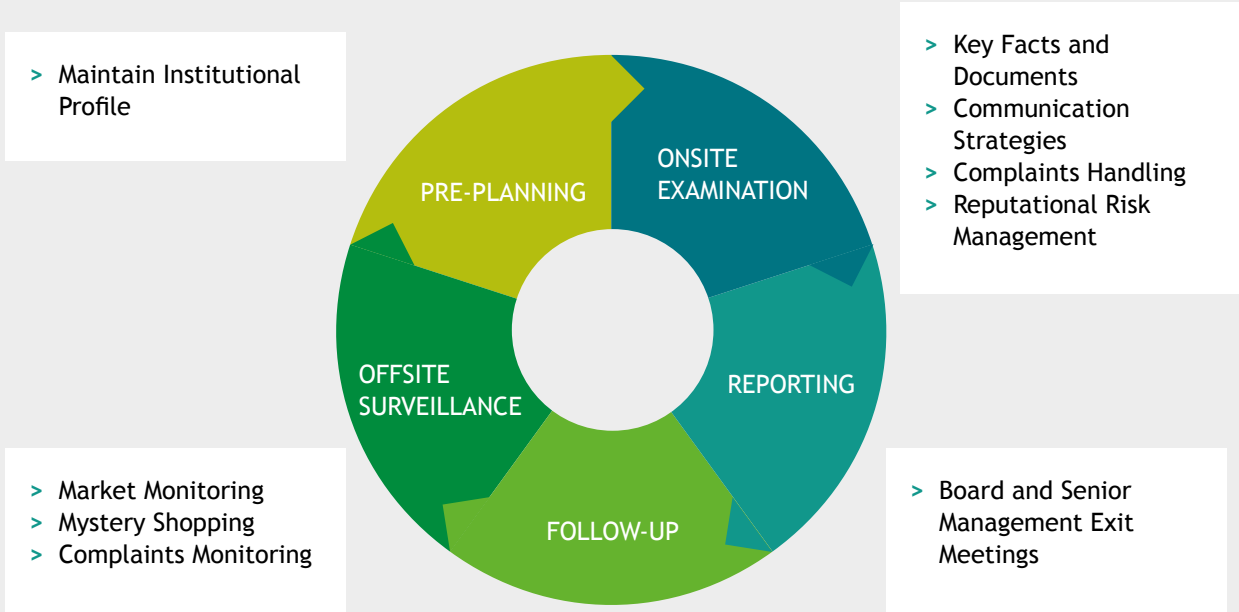 > Maintain Institutional
Profile
> Key Facts and
Documents
> Communication
Strategies
> Complaints Handling
> Reputational Risk
Management
PRE-PLANNING
ONSITE
EXAMINATION
OFFSITE
SURVEILLANCE
REPORTING
FOLLOW-UP
> Market Monitoring
> Mystery Shopping
> Complaints Monitoring
> Board and Senior
Management Exit
Meetings